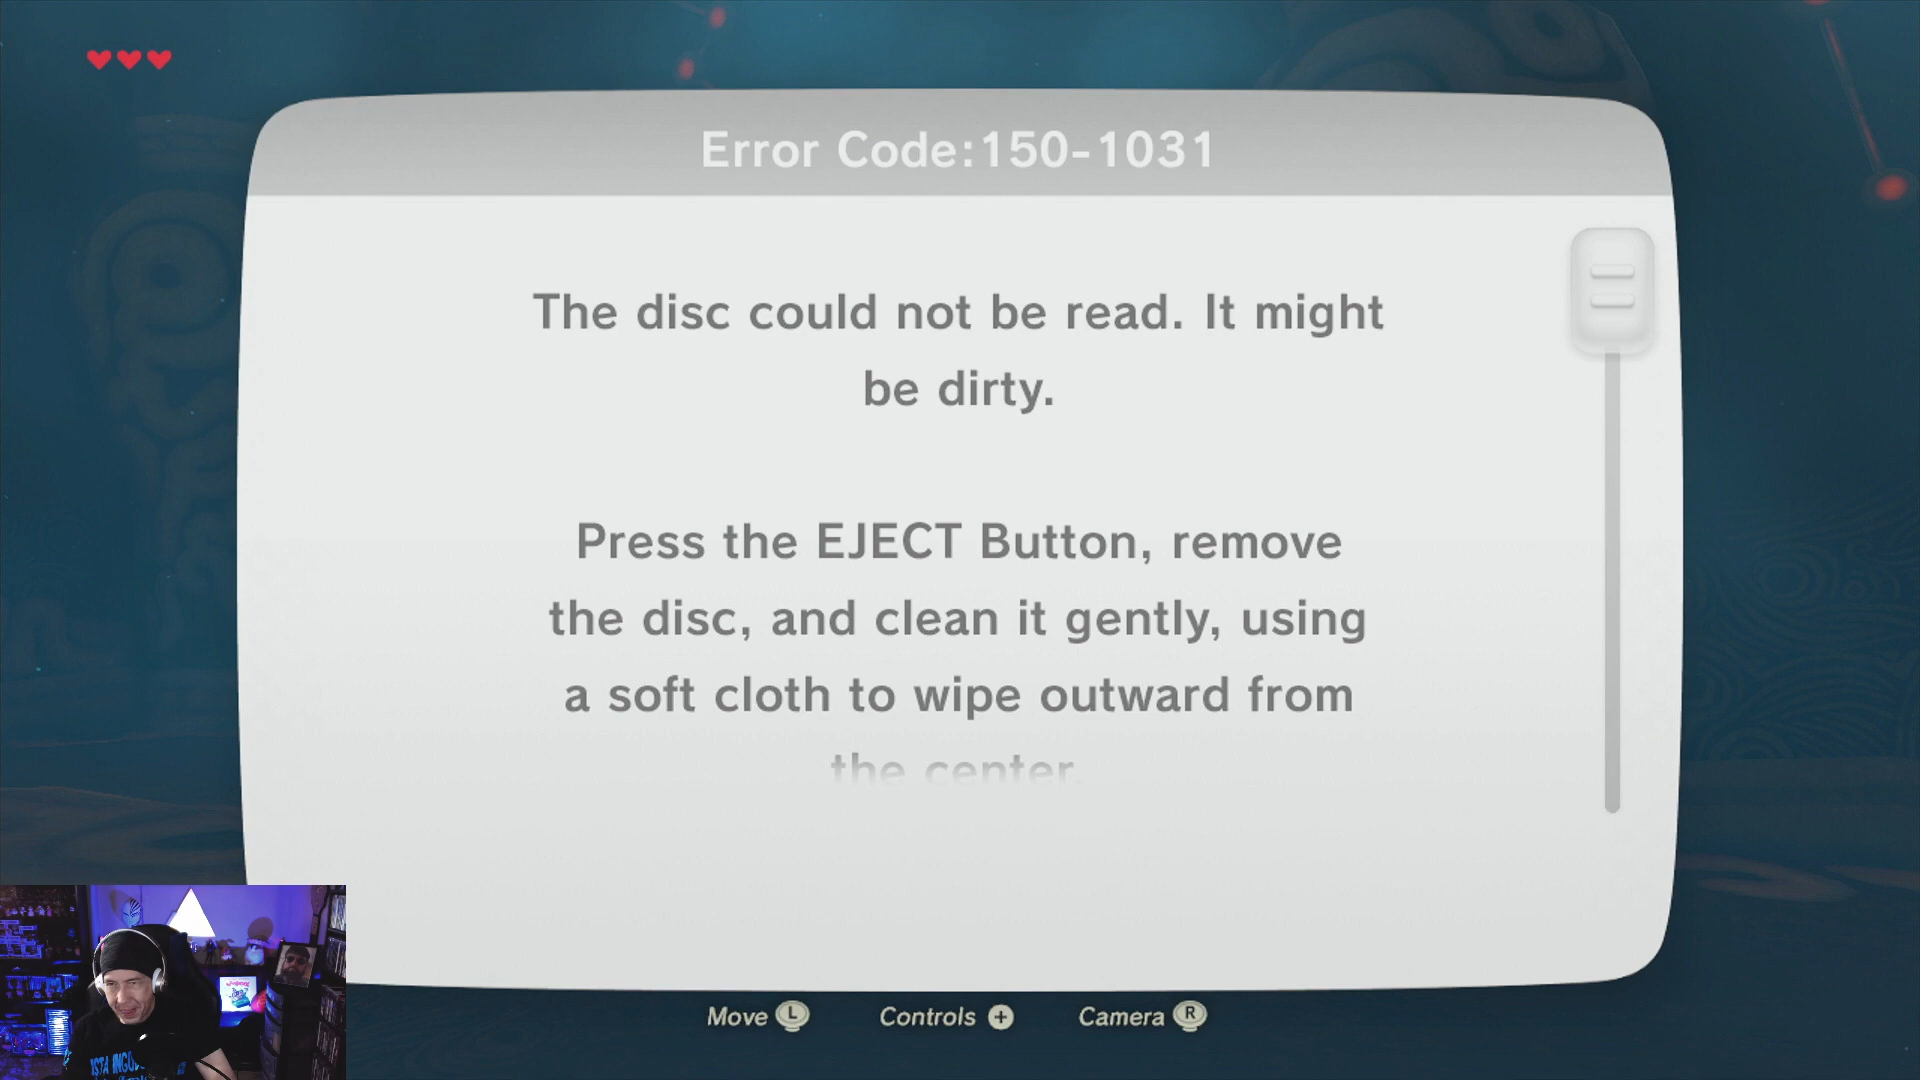 Error Code:150-1031
The disc could not be read. It might
be dirty.
Press the EJECT Button, remove
the disc, and clean it gently, using
a soft cloth to wipe outward from
the center.
Move L Controls + Camera R